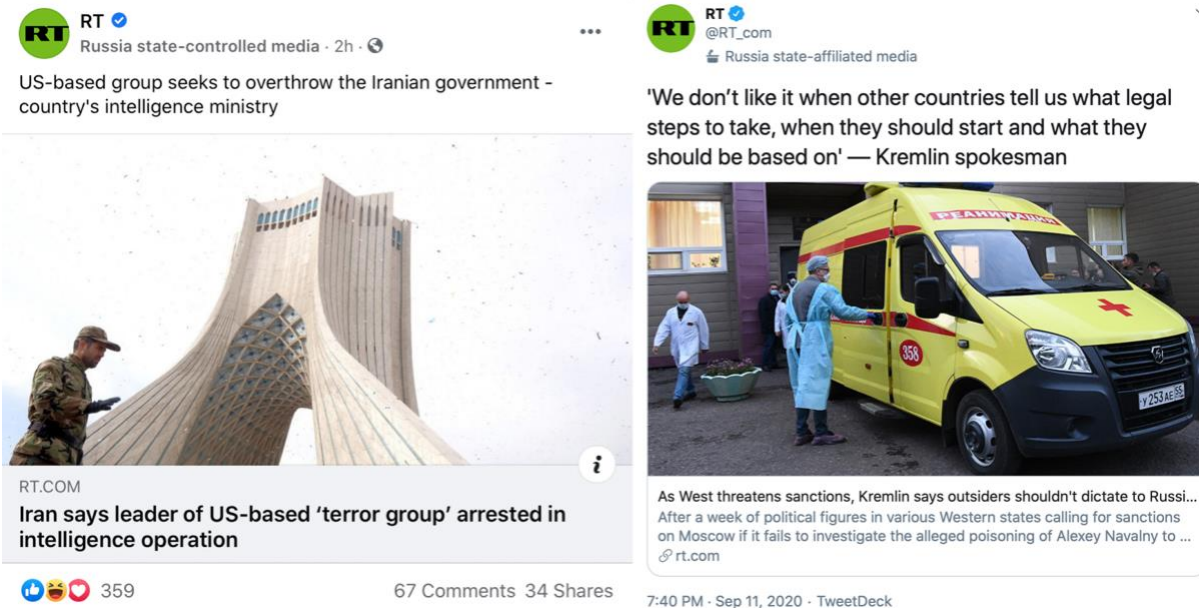 RT
RT
Russia state-controlled media · 2h ·
US-based group seeks to overthrow the Iranian government -
country's intelligence ministry
i
RT.COM
Iran says leader of US-based ‘terror group’ arrested in
intelligence operation
359
67 Comments 34 Shares
RT
RT
@RT_com
Russia state-affiliated media
'We don’t like it when other countries tell us what legal
steps to take, when they should start and what they
should be based on' — Kremlin spokesman
РЕАНИМАЦИЯ
358
У253АЕ 55
As West threatens sanctions, Kremlin says outsiders shouldn't dictate to Russi...
After a week of political figures in various Western states calling for sanctions
on Moscow if it fails to investigate the alleged poisoning of Alexey Navalny to ...
rt.com
7:40 PM · Sep 11, 2020 · TweetDeck